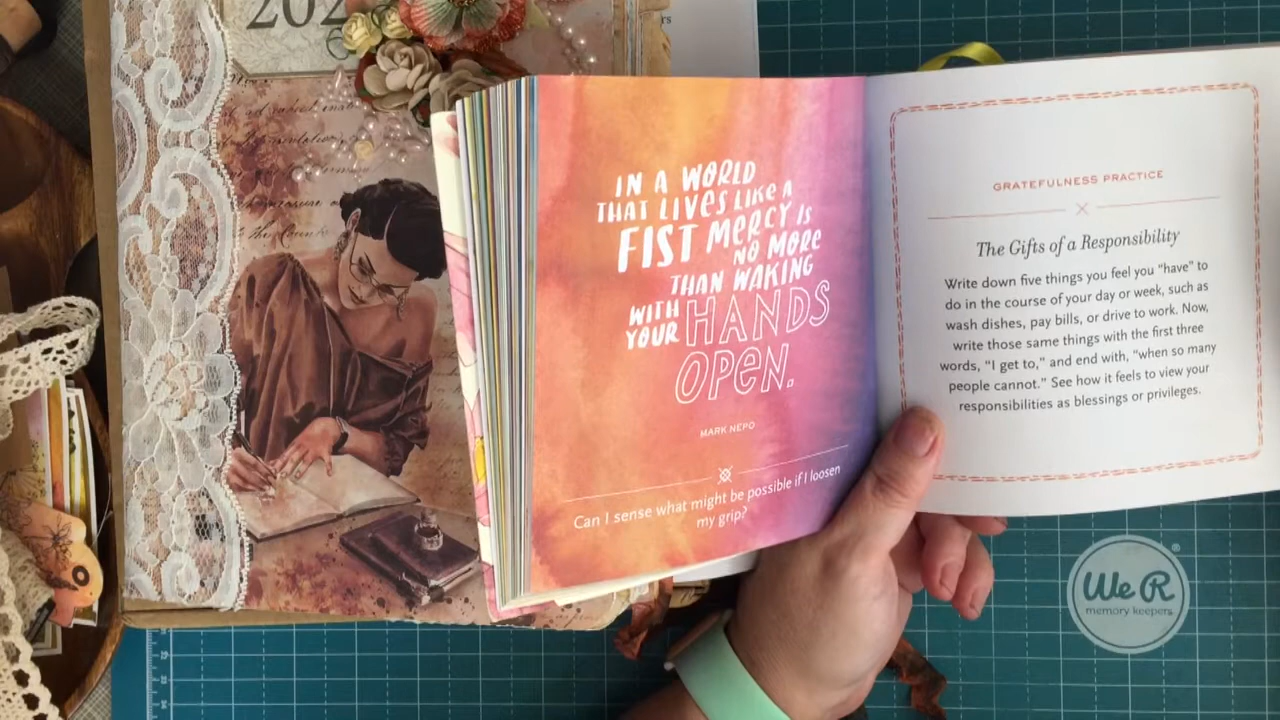 202
IN A WORLD
THAT LIVES LIKE A
FIST MERCY IS
NO MORE
THAN WAKING
WITH
YOUR HANDS
OPEN.
MARK NEPO
Can I sense what might be possible if I loosen
my grip?
GRATEFULNESS PRACTICE
The Gifts of a Responsibility
Write down five things you feel you “have” to
do in the course of your day or week, such as
wash dishes, pay bills, or drive to work. Now,
write those same things with the first three
words, “I get to,” and end with, “when so many
people cannot.” See how it feels to view your
responsibilities as blessings or privileges.
We R
memory keepers
®